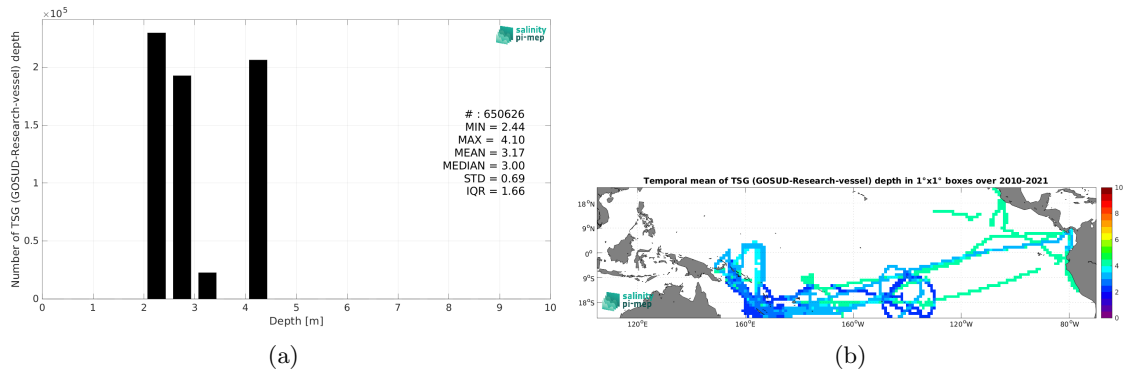 ×10⁵
2
1.5
1
0.5
0
Number of TSG (GOSUD-Research-vessel) depth
salinity
pi-mep
# : 650626
MIN = 2.44
MAX = 4.10
MEAN = 3.17
MEDIAN = 3.00
STD = 0.69
IQR = 1.66
0 1 2 3 4 5 6 7 8 9 10
Depth [m]
(a)
Temporal mean of TSG (GOSUD-Research-vessel) depth in 1°x1° boxes over 2010-2021
18°N
9°N
0°
9°S
18°S
salinity
pi-mep
120°E 160°E 160°W 120°W 80°W
10
8
6
4
2
0
(b)